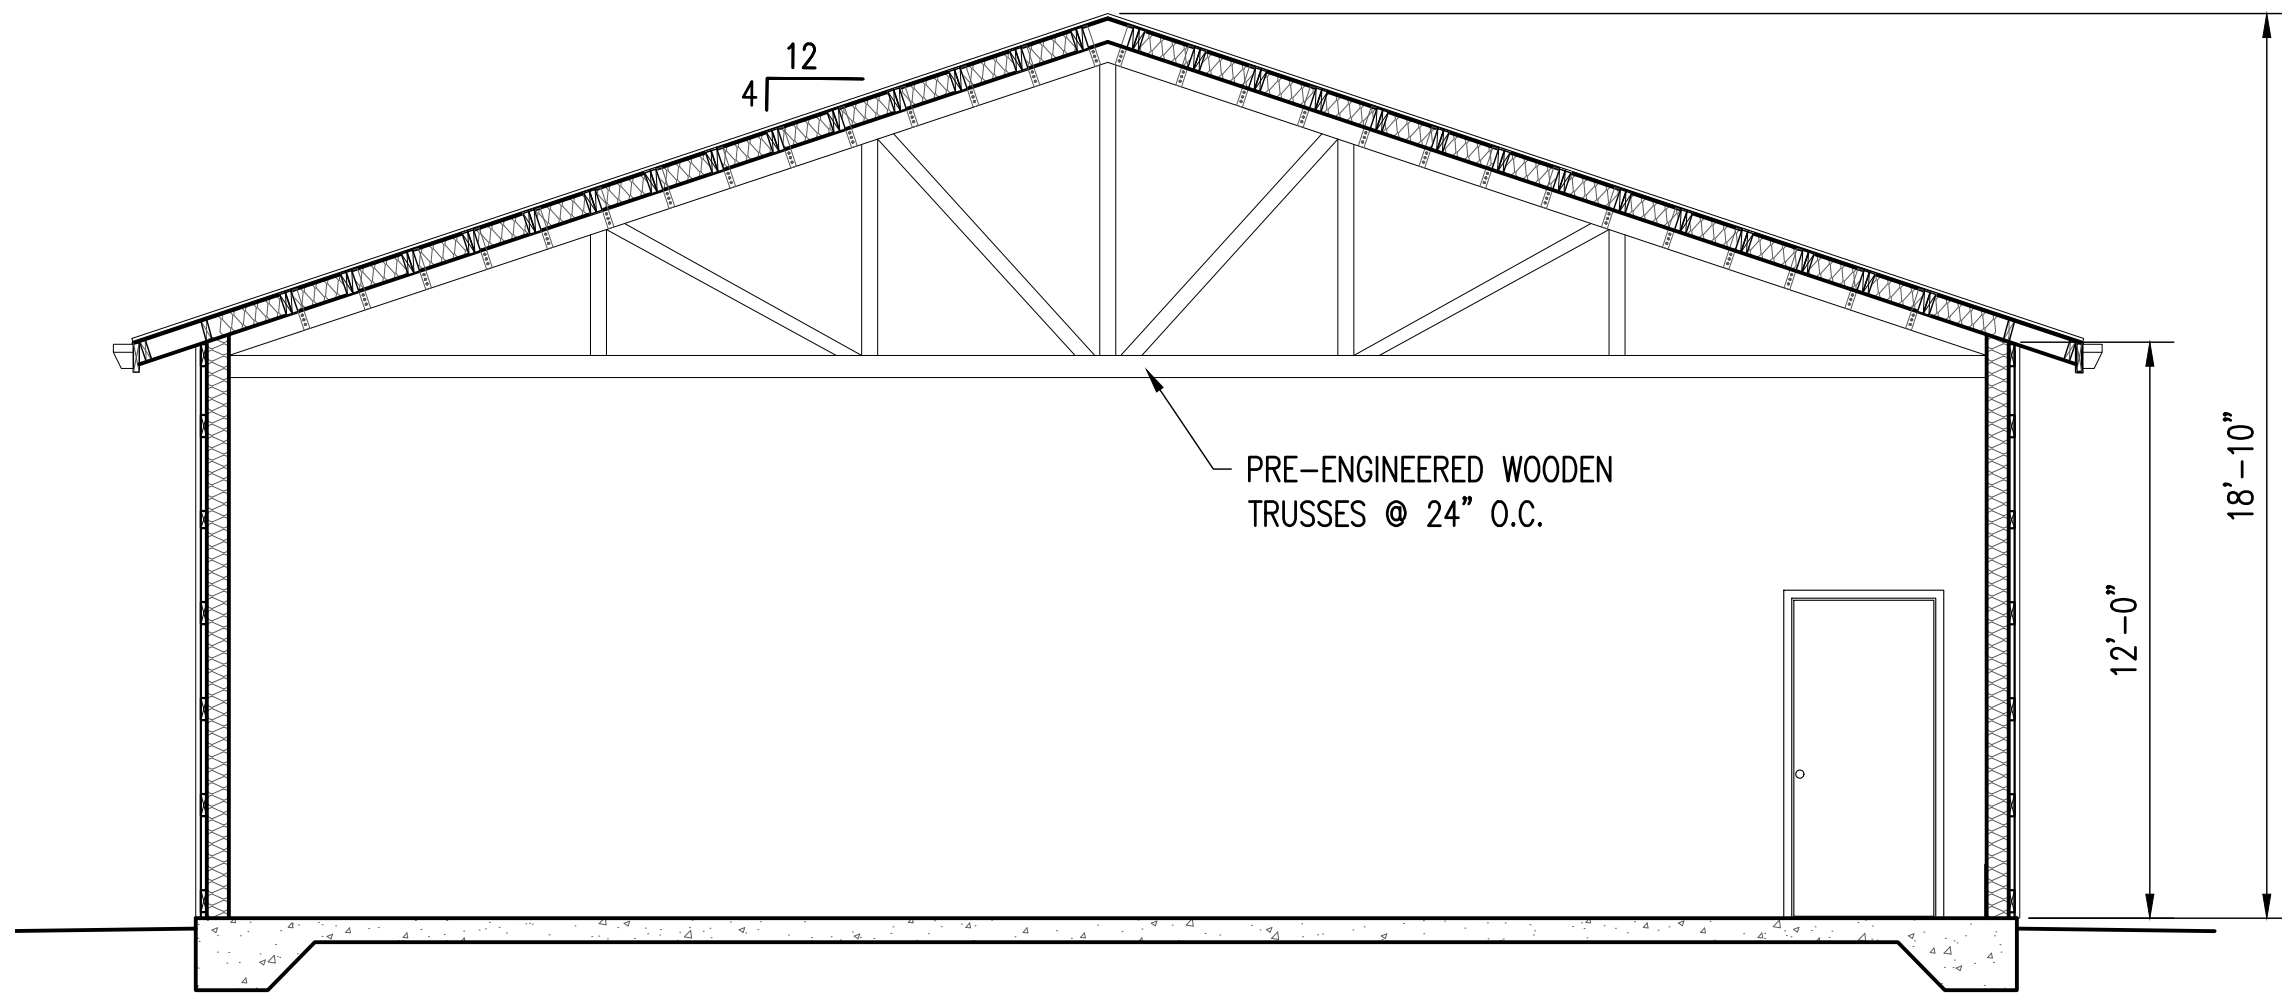 12
4
PRE-ENGINEERED WOODEN
TRUSSES @ 24" O.C.
12'-0"
18'-10"